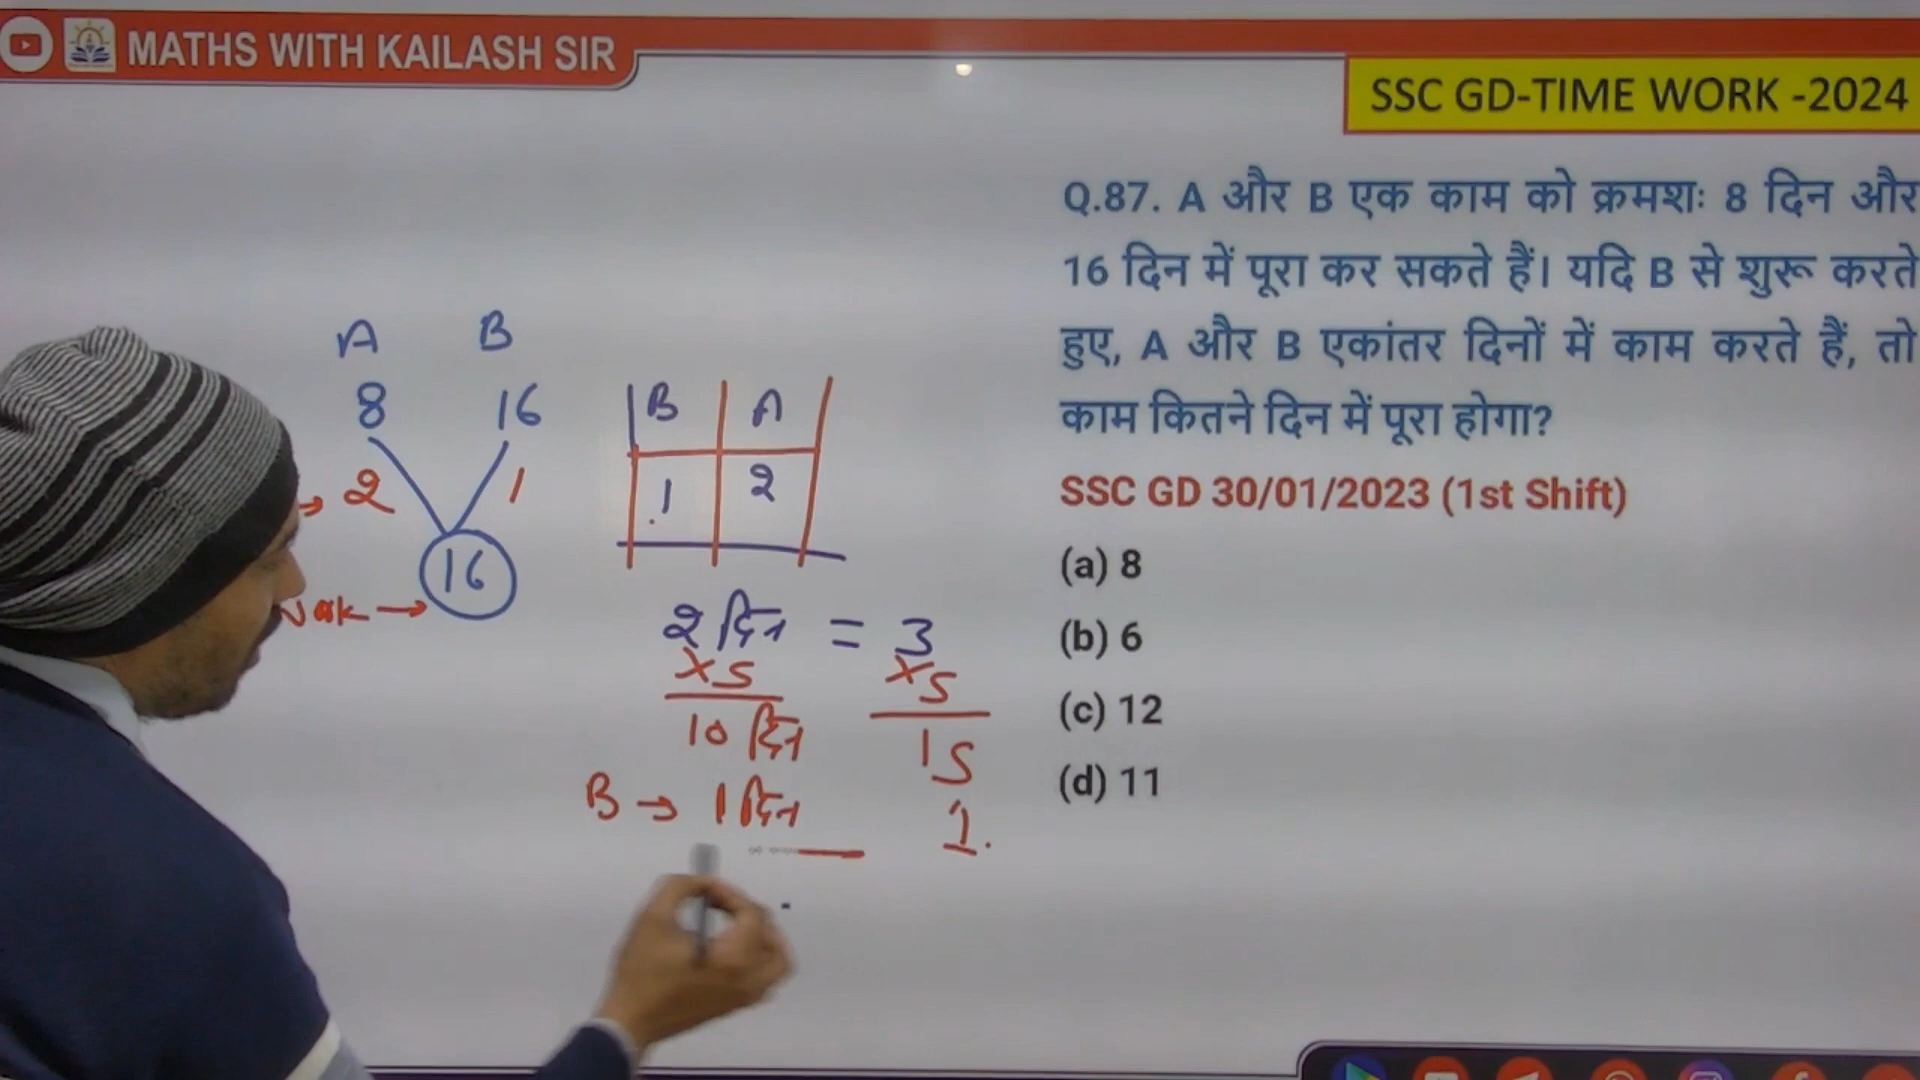 MATHS WITH KAILASH SIR
SSC GD-TIME WORK -2024
Q.87. A और B एक काम को क्रमशः 8 दिन और
16 दिन में पूरा कर सकते हैं। यदि B से शुरू करते
हुए, A और B एकांतर दिनों में काम करते हैं, तो
काम कितने दिन में पूरा होगा?
SSC GD 30/01/2023 (1st Shift)
(a) 8
(b) 6
(c) 12
(d) 11
A B
8 16
→ 2 1
16
B A
1 2
2 दिन = 3
×5 ×5
10 दिन 15
B → 1 दिन 1